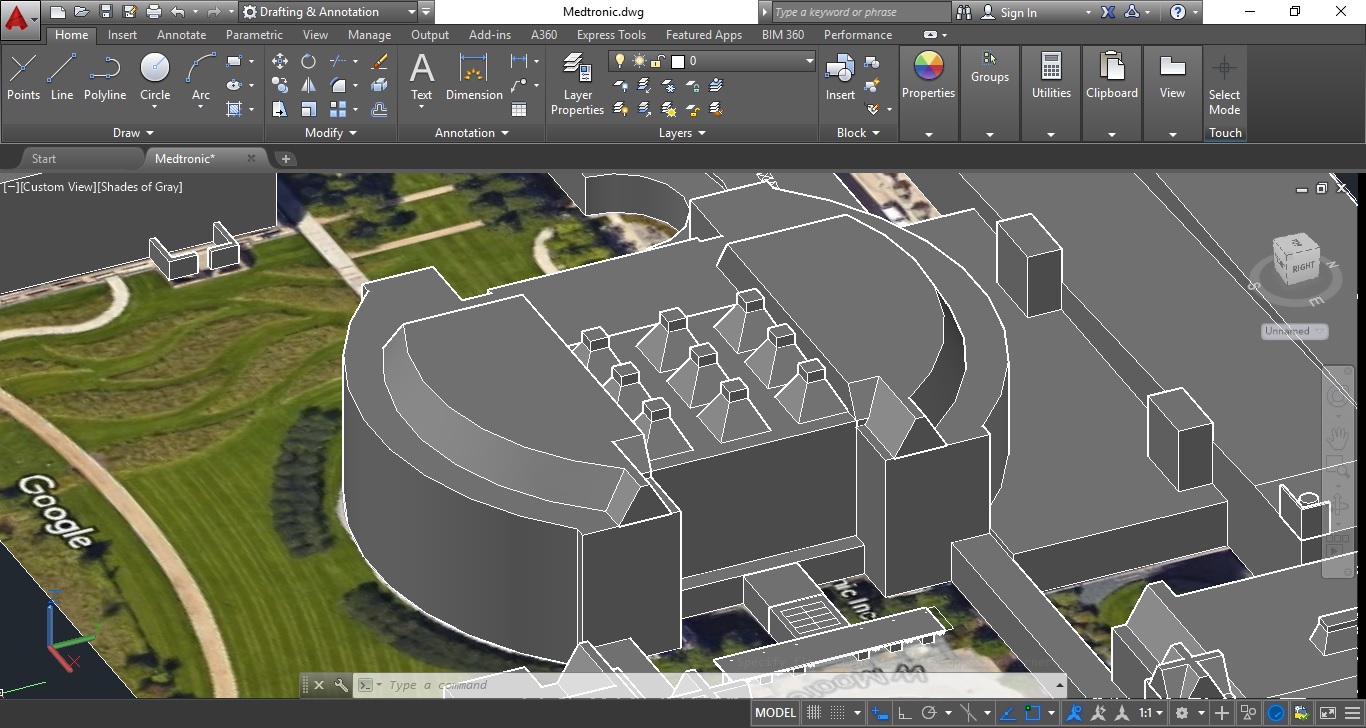 Drafting & Annotation
Medtronic.dwg
Type a keyword or phrase
Sign In
Home Insert Annotate Parametric View Manage Output Add-ins A360 Express Tools Featured Apps BIM 360 Performance
Points Line Polyline Circle Arc
Text Dimension
Layer Properties
0
Insert
Properties
Groups
Utilities
Clipboard
View
Select Mode
Draw Modify Annotation Layers Block Touch
Start Medtronic*
[−][Custom View][Shades of Gray]
RIGHT
N
S
E
Unnamed
Google
nic Inc
X
Type a command
MODEL
1:1